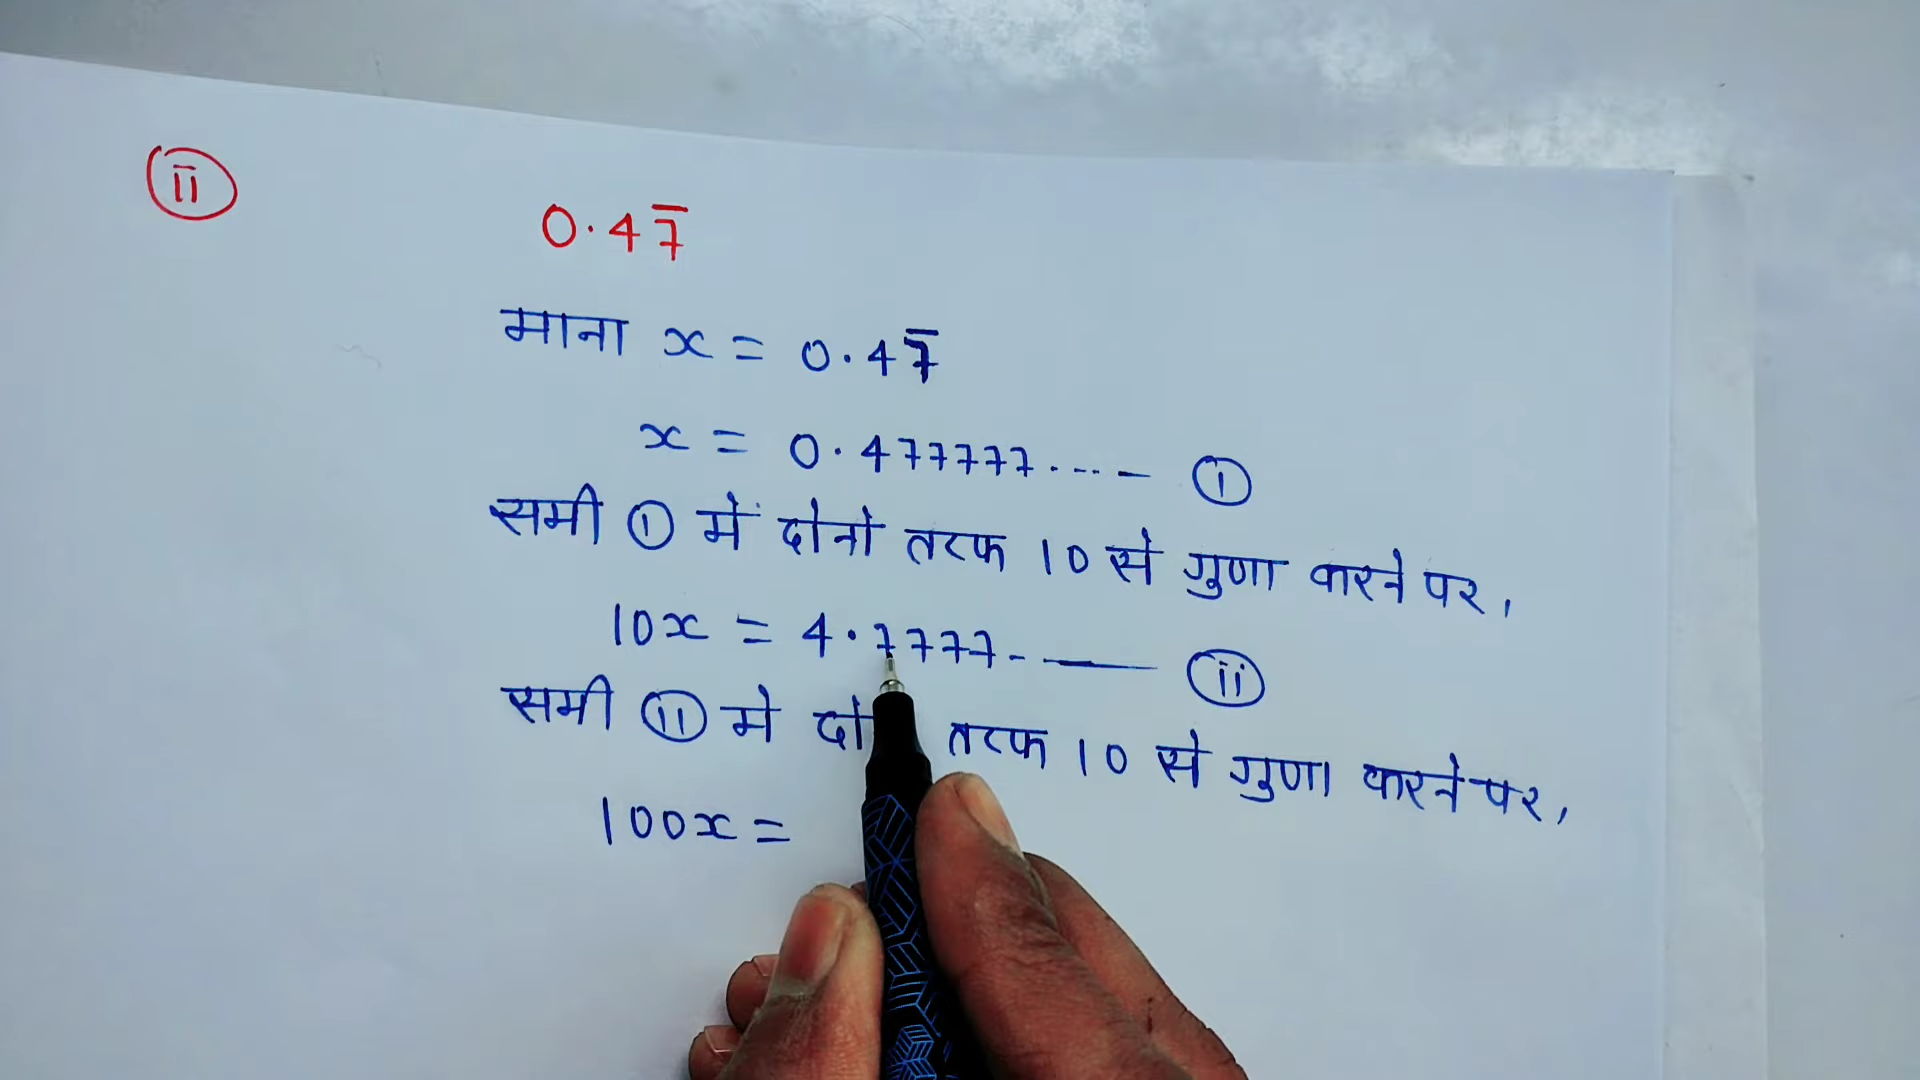 ii
0.47̅
माना x = 0.47̅
x = 0.477777.... — ①
समी ① में दोनो तरफ 10 से गुणा करने पर,
10x = 4.7777-- — ⅱ
समी ⅱ मे दो तरफ 10 से गुणा करने पर,
100x =